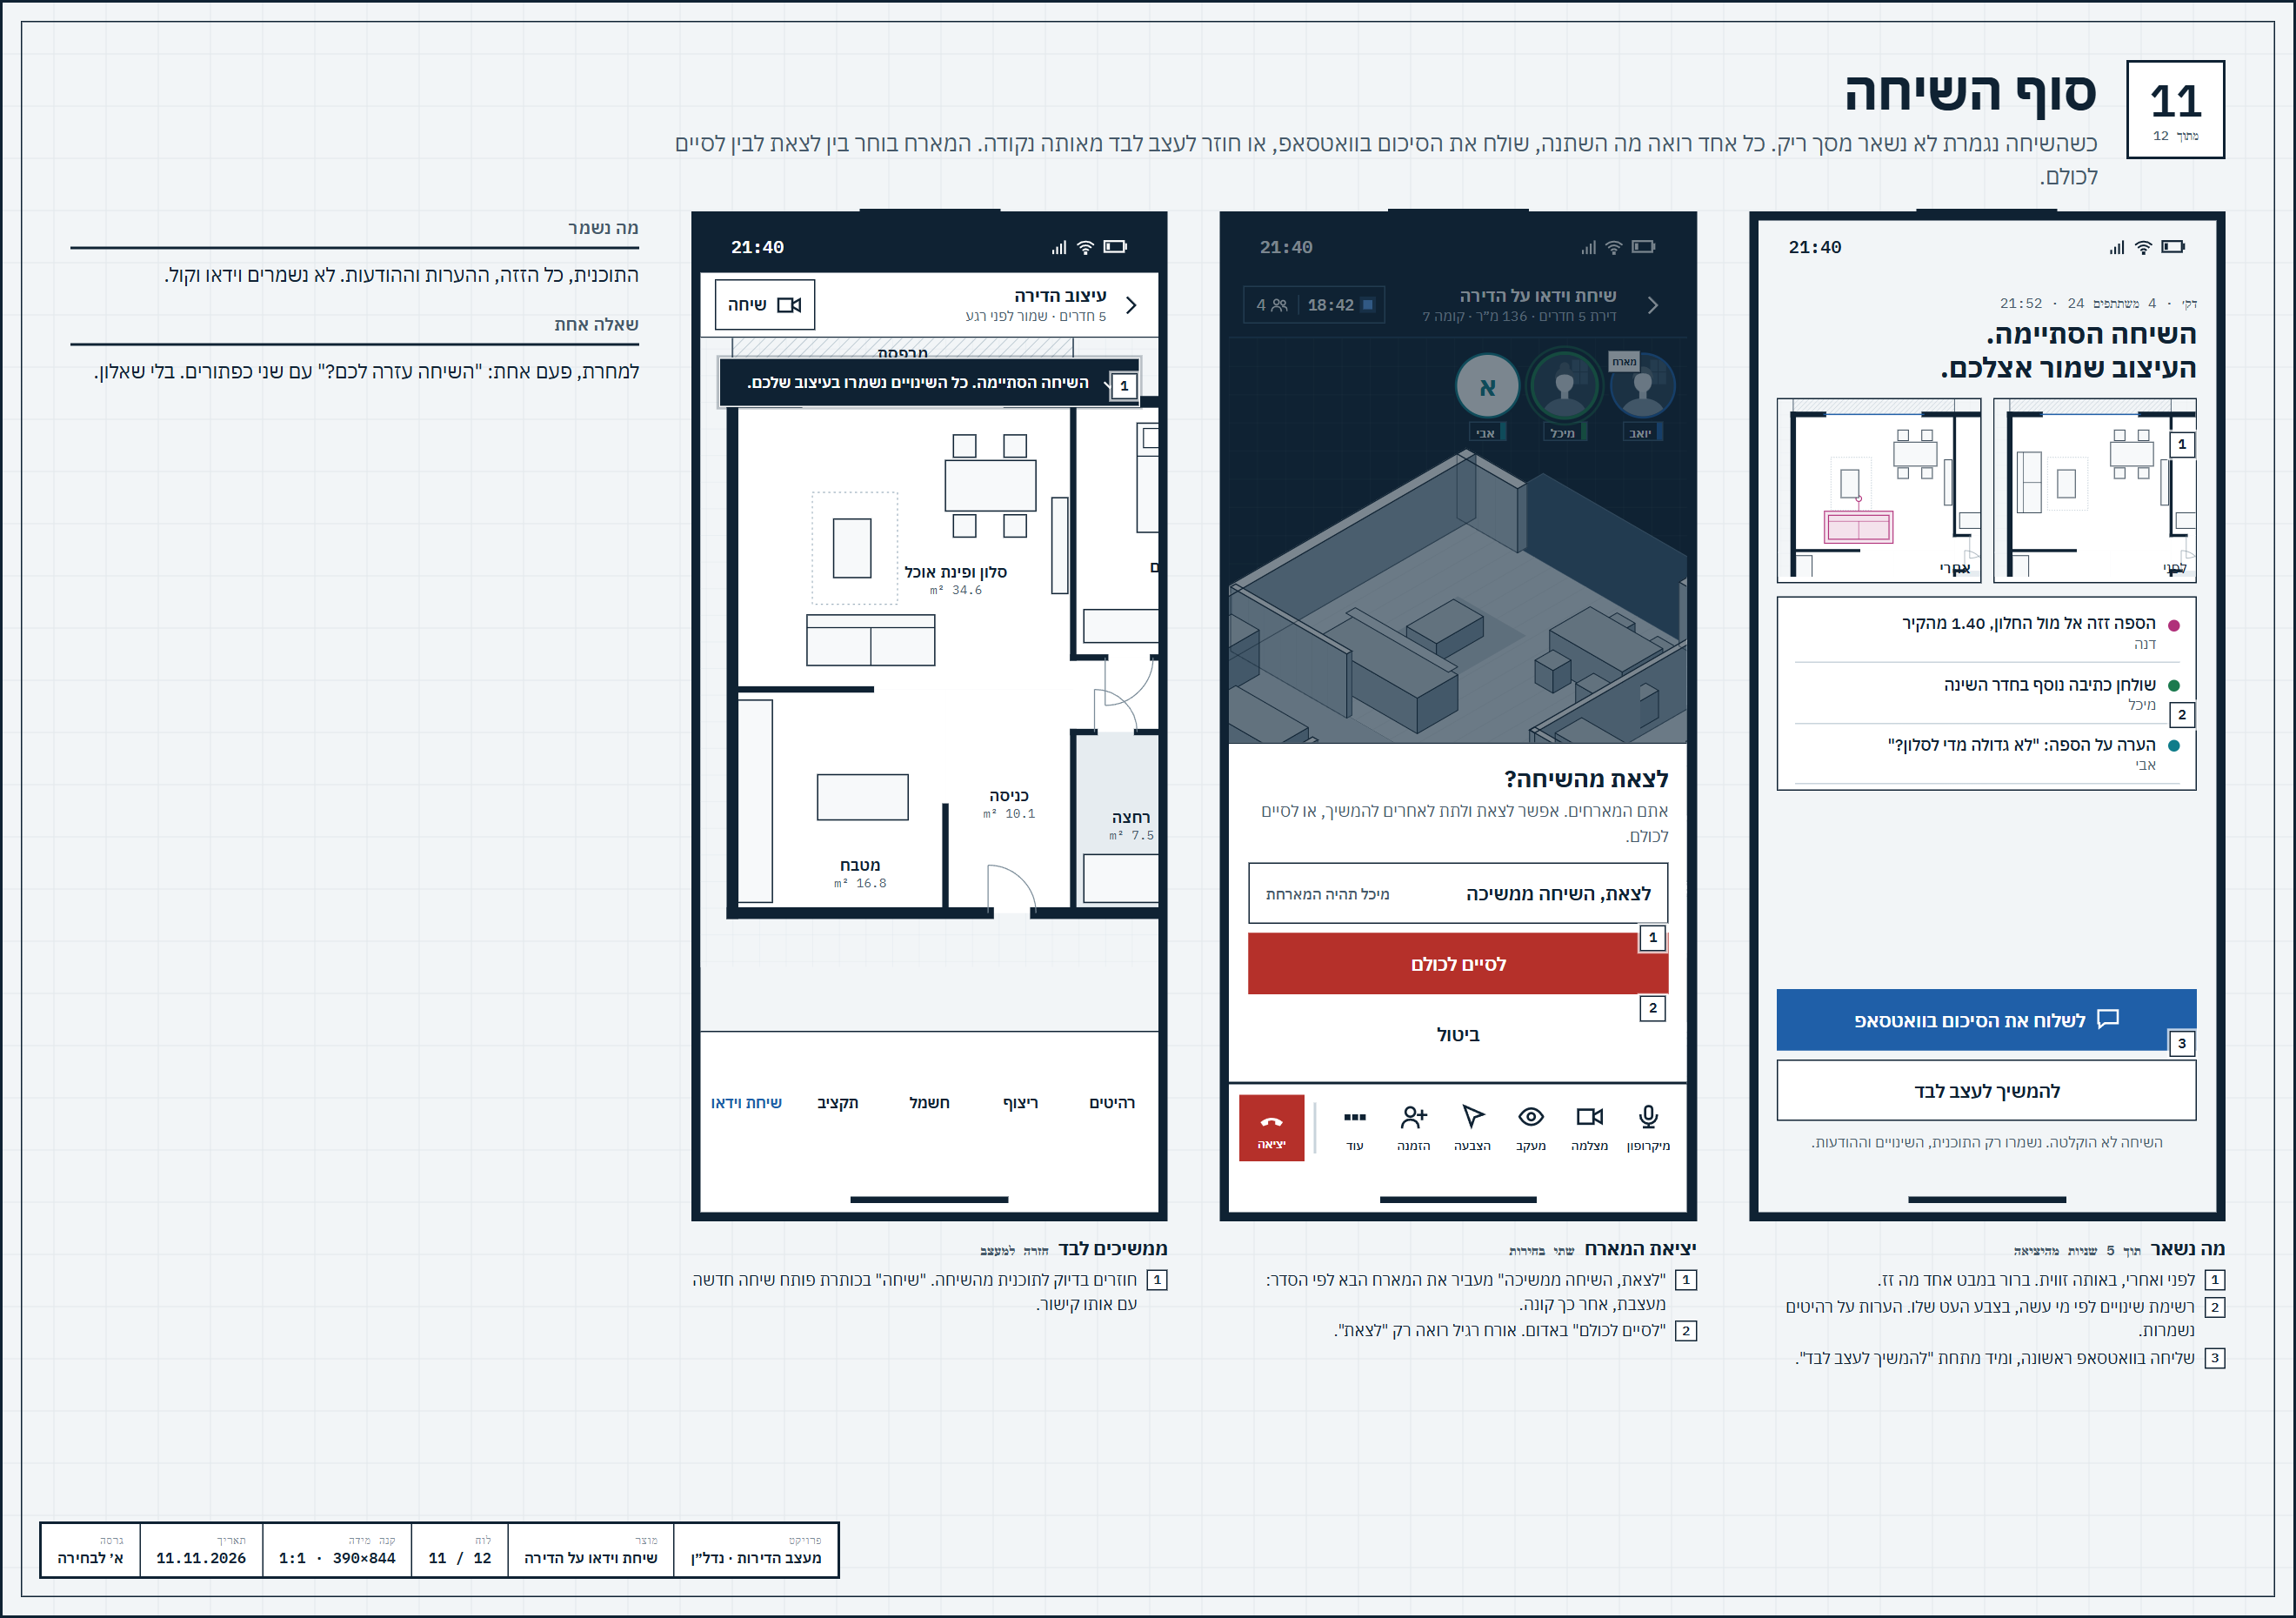 11
מתוך 12
סוף השיחה
כשהשיחה נגמרת לא נשאר מסך ריק. כל אחד רואה מה השתנה, שולח את הסיכום בוואטסאפ, או חוזר לעצב לבד מאותה נקודה. המארח בוחר בין לצאת לבין לסיים
לכולם.
21:40
21:52 · 24 דק׳ · 4 משתתפים
השיחה הסתיימה.
העיצוב שמור אצלכם.
1
לפני
אחרי
הספה זזה אל מול החלון, 1.40 מהקיר
דנה
שולחן כתיבה נוסף בחדר השינה
מיכל
2
הערה על הספה: "לא גדולה מדי לסלון?"
אבי
לשלוח את הסיכום בוואטסאפ
3
להמשיך לעצב לבד
השיחה לא הוקלטה. נשמרו רק התוכנית, השינויים וההודעות.
מה נשאר תוך 5 שניות מהיציאה
1 לפני ואחרי, באותה זווית. ברור במבט אחד מה זז.
2 רשימת שינויים לפי מי עשה, בצבע העט שלו. הערות על רהיטים
נשמרות.
3 שליחה בוואטסאפ ראשונה, ומיד מתחת "להמשיך לעצב לבד".
21:40
שיחת וידאו על הדירה
דירת 5 חדרים · 136 מ״ר · קומה 7
18:42
4
מארח
יואב
מיכל
א
אבי
לצאת מהשיחה?
אתם המארחים. אפשר לצאת ולתת לאחרים להמשיך, או לסיים
לכולם.
לצאת, השיחה ממשיכה מיכל תהיה המארחת
1
לסיים לכולם
2
ביטול
מיקרופון
מצלמה
מעקב
הצבעה
הזמנה
עוד
יציאה
יציאת המארח שתי בחירות
1 "לצאת, השיחה ממשיכה" מעביר את המארח הבא לפי הסדר:
מעצבת, אחר כך קונה.
2 "לסיים לכולם" באדום. אורח רגיל רואה רק "לצאת".
21:40
עיצוב הדירה
5 חדרים · שמור לפני רגע
שיחה
מרפסת
1
השיחה הסתיימה. כל השינויים נשמרו בעיצוב שלכם.
סלון ופינת אוכל
34.6 m²
ם
כניסה
10.1 m²
רחצה
7.5 m²
מטבח
16.8 m²
רהיטים
ריצוף
חשמל
תקציב
שיחת וידאו
ממשיכים לבד חזרה למעצב
1 חוזרים בדיוק לתוכנית מהשיחה. "שיחה" בכותרת פותח שיחה חדשה
עם אותו קישור.
מה נשמר
התוכנית, כל הזזה, ההערות וההודעות. לא נשמרים וידאו וקול.
שאלה אחת
למחרת, פעם אחת: "השיחה עזרה לכם?" עם שני כפתורים. בלי שאלון.
פרויקט
מעצב הדירות · נדל״ן
מוצר
שיחת וידאו על הדירה
לוח
11 / 12
קנה מידה
1:1 · 390×844
תאריך
11.11.2026
גרסה
א׳ לבחירה